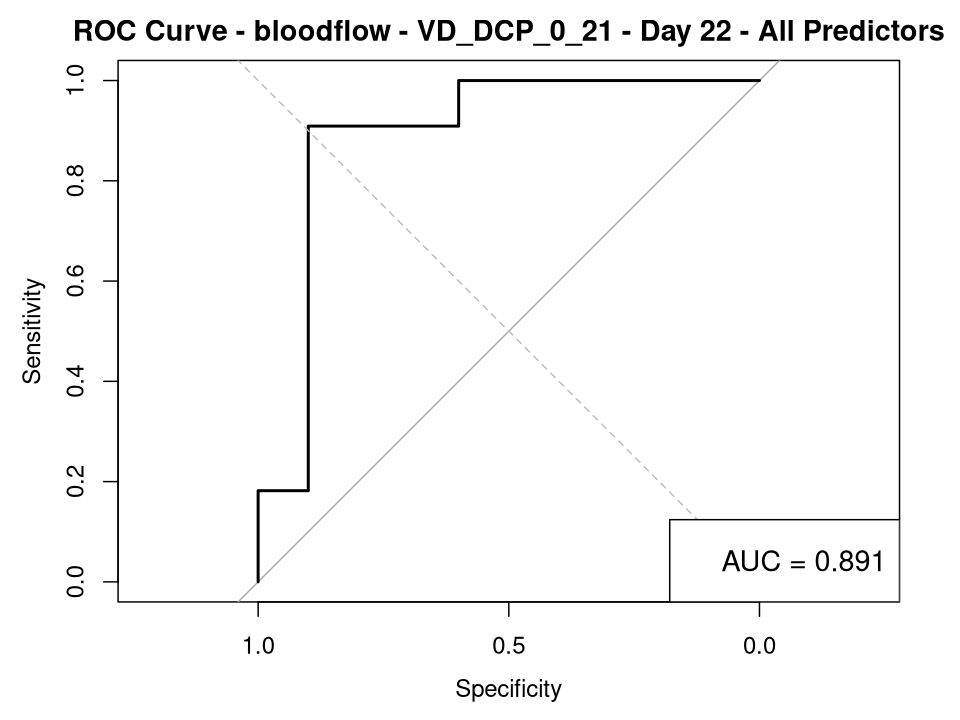 ROC Curve - bloodflow - VD_DCP_0_21 - Day 22 - All Predictors
1.0
0.8
0.6
0.4
0.2
0.0
Sensitivity
AUC = 0.891
1.0 0.5 0.0
Specificity